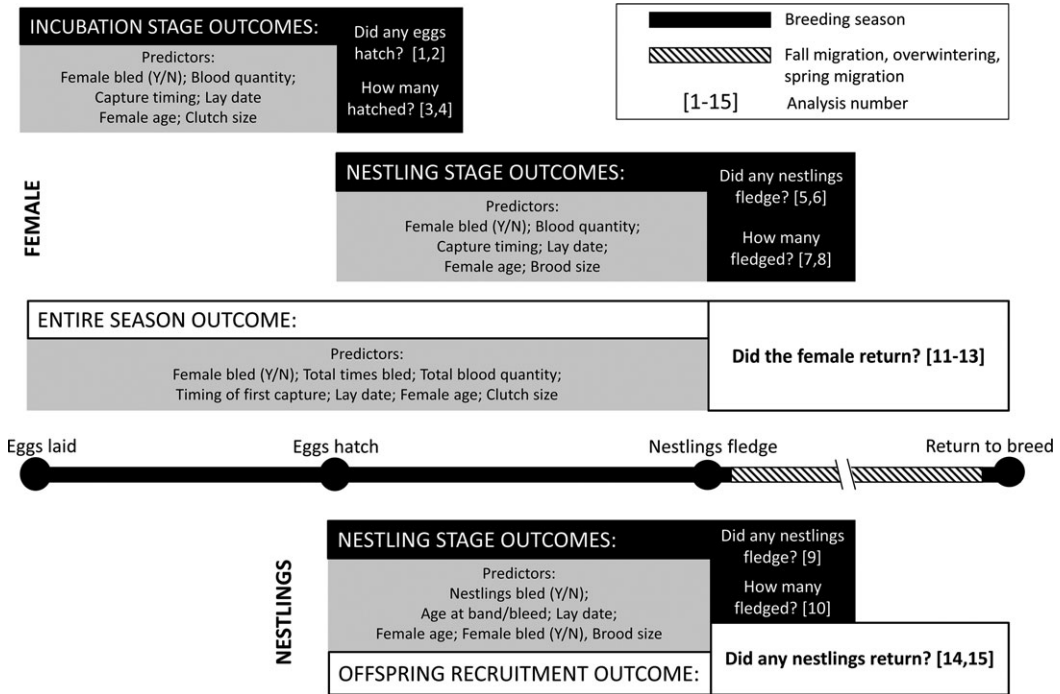 INCUBATION STAGE OUTCOMES:
Predictors:
Female bled (Y/N); Blood quantity;
Capture timing; Lay date
Female age; Clutch size
Did any eggs
hatch? [1,2]
How many
hatched? [3,4]
Breeding season
Fall migration, overwintering,
spring migration
[1-15]
Analysis number
FEMALE
NESTLING STAGE OUTCOMES:
Predictors:
Female bled (Y/N); Blood quantity;
Capture timing; Lay date;
Female age; Brood size
Did any nestlings
fledge? [5,6]
How many
fledged? [7,8]
ENTIRE SEASON OUTCOME:
Predictors:
Female bled (Y/N); Total times bled; Total blood quantity;
Timing of first capture; Lay date; Female age; Clutch size
Did the female return? [11-13]
Eggs laid
Eggs hatch
Nestlings fledge
Return to breed
NESTLINGS
NESTLING STAGE OUTCOMES:
Predictors:
Nestlings bled (Y/N);
Age at band/bleed; Lay date;
Female age; Female bled (Y/N), Brood size
Did any nestlings
fledge? [9]
How many
fledged? [10]
OFFSPRING RECRUITMENT OUTCOME:
Did any nestlings return? [14,15]